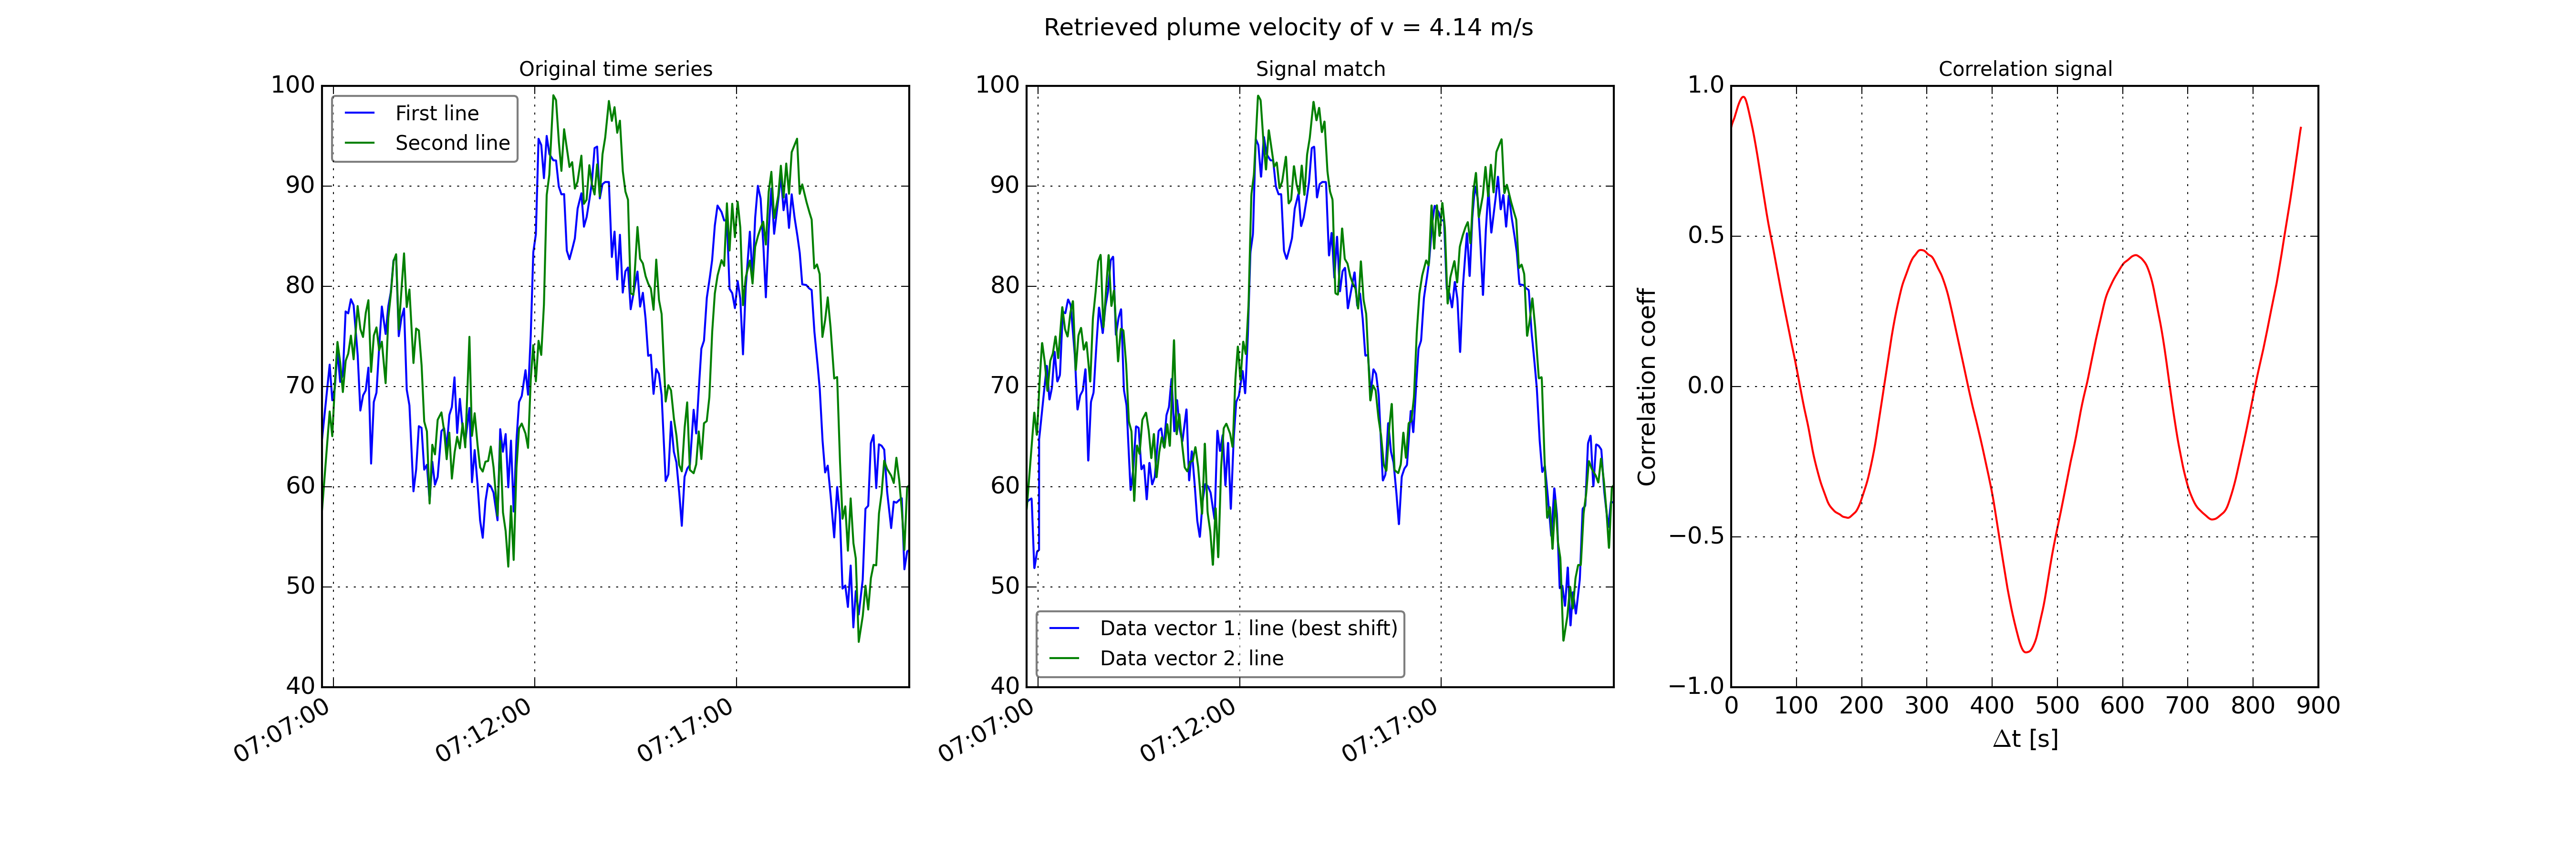 Retrieved plume velocity of v = 4.14 m/s
Original time series
100
90
80
70
60
50
40
First line
Second line
07:07:00
07:12:00
07:17:00
Signal match
100
90
80
70
60
50
40
Data vector 1. line (best shift)
Data vector 2. line
07:07:00
07:12:00
07:17:00
Correlation signal
Correlation coeff
1.0
0.5
0.0
−0.5
−1.0
0 100 200 300 400 500 600 700 800 900
Δt [s]